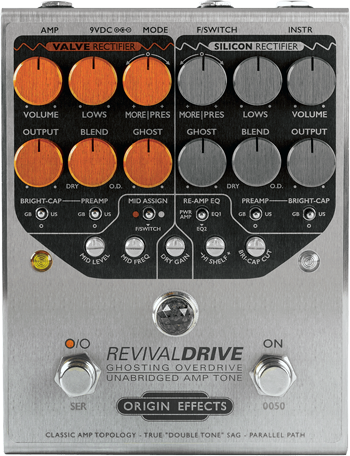 AMP 9VDC MODE F/SWITCH INSTR
VALVE RECTIFIER SILICON RECTIFIER
VOLUME LOWS MORE|PRES MORE|PRES LOWS VOLUME
OUTPUT BLEND GHOST GHOST BLEND OUTPUT
DRY O.D. DRY O.D.
BRIGHT-CAP PREAMP MID ASSIGN RE-AMP EQ PREAMP BRIGHT-CAP
GB US GB US PWR AMP EQ1 GB US GB US
F/SWITCH EQ2
MID LEVEL MID FREQ DRY GAIN "HI SHELF" BRI-CAP CUT
O/O REVIVALDRIVE ON
GHOSTING OVERDRIVE
UNABRIDGED AMP TONE
SER ORIGIN EFFECTS 0050
CLASSIC AMP TOPOLOGY - TRUE "DOUBLE TONE" SAG - PARALLEL PATH